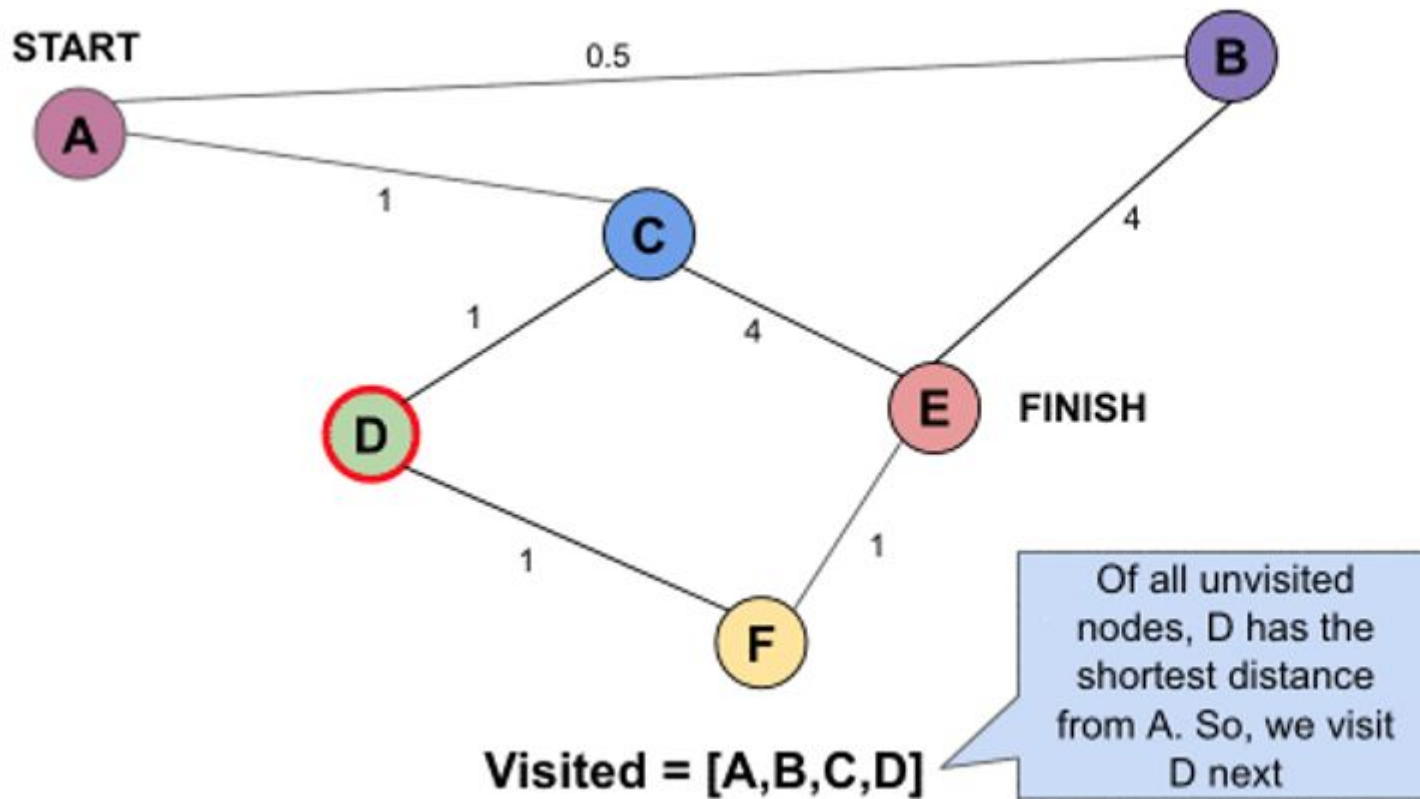 START
0.5
B
A
1
C
4
1
4
D
E
FINISH
1
1
F
Of all unvisited
nodes, D has the
shortest distance
from A. So, we visit
D next
Visited = [A,B,C,D]